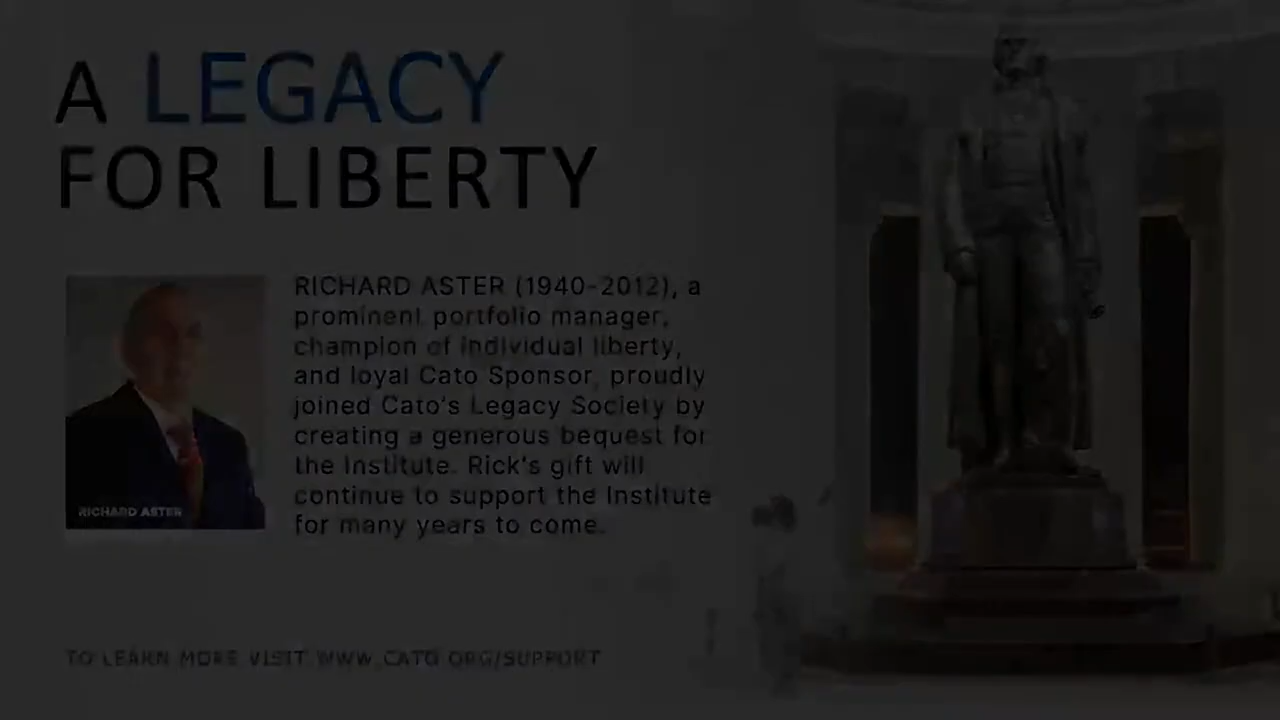 A LEGACY
FOR LIBERTY
RICHARD ASTER (1940-2012), a
prominent portfolio manager,
champion of individual liberty,
and loyal Cato Sponsor, proudly
joined Cato's Legacy Society by
creating a generous bequest for
the Institute. Rick's gift will
continue to support the Institute
for many years to come.
RICHARD ASTER
TO LEARN MORE VISIT WWW.CATO.ORG/SUPPORT